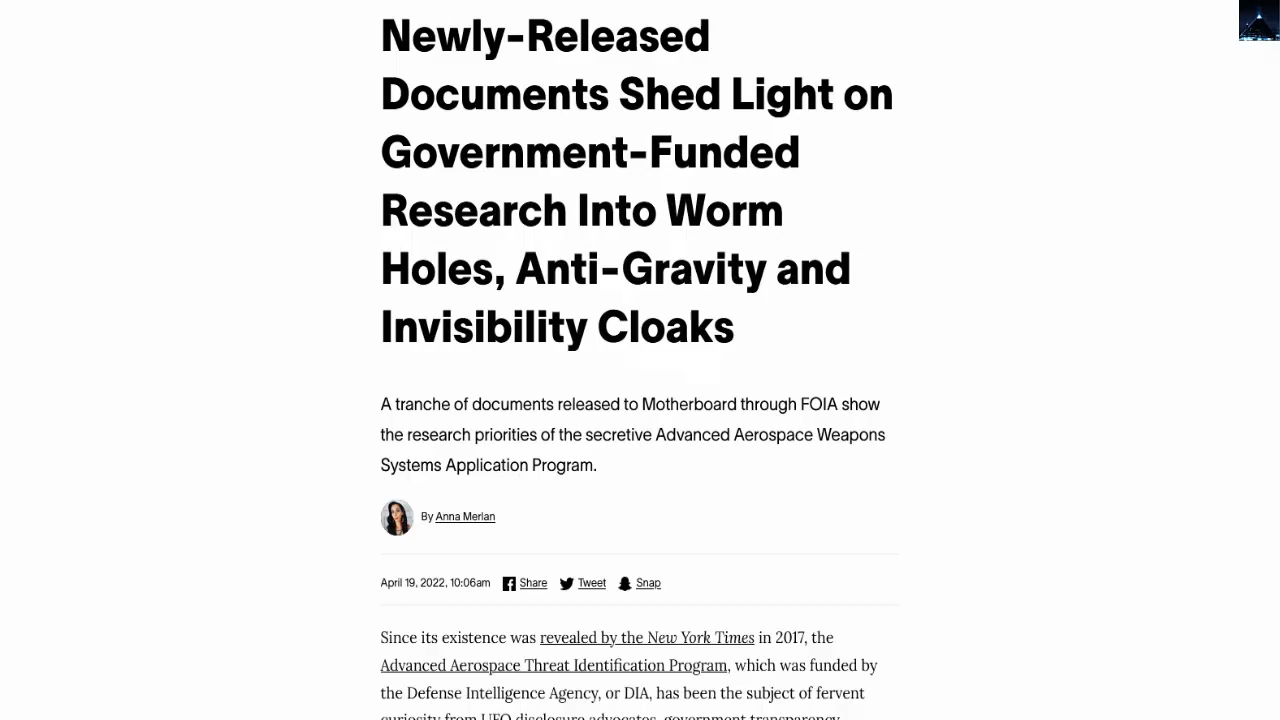 Newly-Released
Documents Shed Light on
Government-Funded
Research Into Worm
Holes, Anti-Gravity and
Invisibility Cloaks
A tranche of documents released to Motherboard through FOIA show
the research priorities of the secretive Advanced Aerospace Weapons
Systems Application Program.
By Anna Merlan
April 19, 2022, 10:06am Share Tweet Snap
Since its existence was revealed by the New York Times in 2017, the
Advanced Aerospace Threat Identification Program, which was funded by
the Defense Intelligence Agency, or DIA, has been the subject of fervent
curiosity from UFO disclosure advocates, government transparency